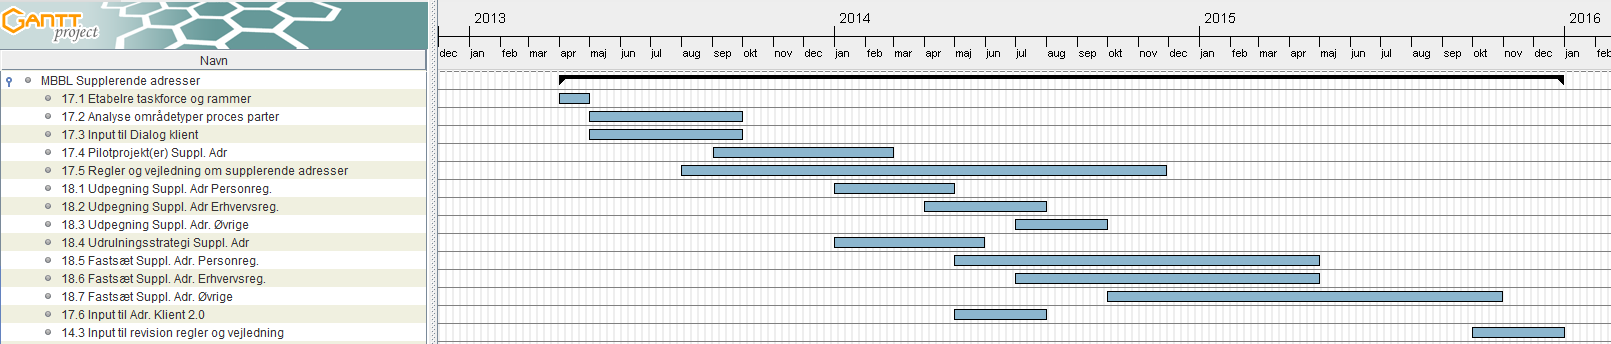 GANTT project
2013 2014 2015 2016
dec jan feb mar apr maj jun jul aug sep okt nov dec jan feb mar apr maj jun jul aug sep okt nov dec jan feb mar apr maj jun jul aug sep okt nov dec jan feb
Navn
MBBL Supplerende adresser
17.1 Etabelre taskforce og rammer
17.2 Analyse områdetyper proces parter
17.3 Input til Dialog klient
17.4 Pilotprojekt(er) Suppl. Adr
17.5 Regler og vejledning om supplerende adresser
18.1 Udpegning Suppl. Adr Personreg.
18.2 Udpegning Suppl. Adr Erhvervsreg.
18.3 Udpegning Suppl. Adr. Øvrige
18.4 Udrulningsstrategi Suppl. Adr
18.5 Fastsæt Suppl. Adr. Personreg.
18.6 Fastsæt Suppl. Adr. Erhvervsreg.
18.7 Fastsæt Suppl. Adr. Øvrige
17.6 Input til Adr. Klient 2.0
14.3 Input til revision regler og vejledning